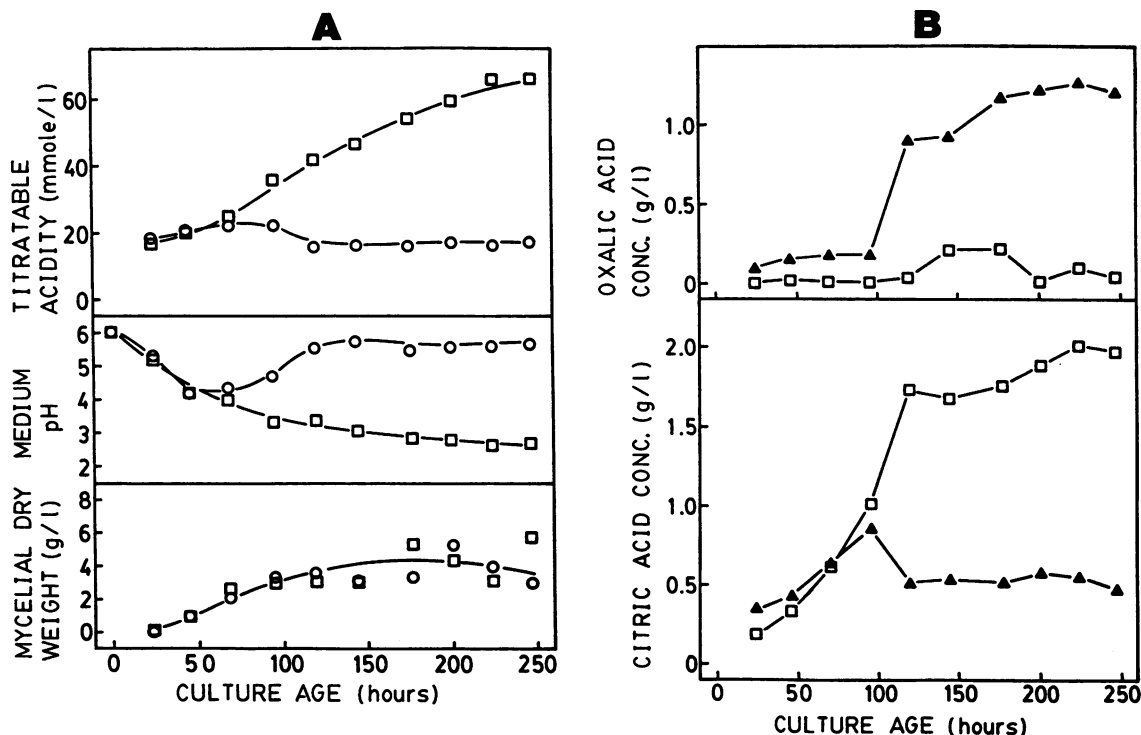 A
TITRATABLE
ACIDITY (mmole/l)
60
40
20
0
MEDIUM
pH
6
5
4
3
2
MYCELIAL DRY
WEIGHT (g/l)
8
6
4
2
0
0 50 100 150 200 250
CULTURE AGE (hours)
B
OXALIC ACID
CONC. (g/l)
1.0
0.5
0
CITRIC ACID CONC. (g/l)
2.0
1.5
1.0
0.5
0
0 50 100 150 200 250
CULTURE AGE (hours)